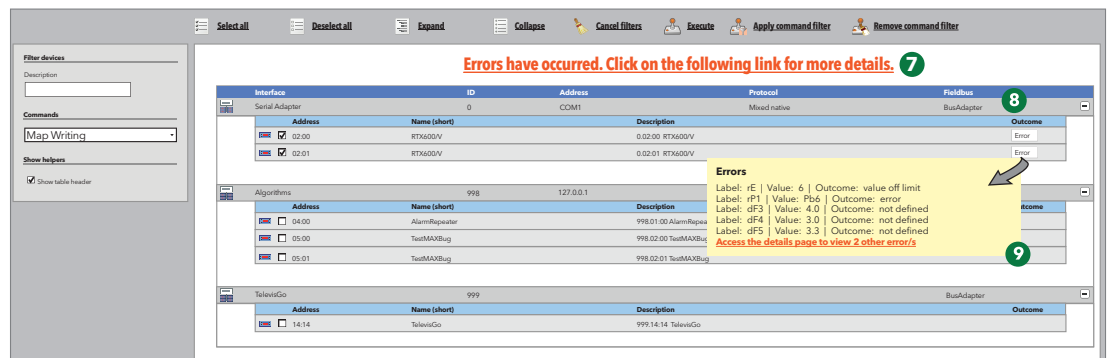 Select all Deselect all Expand Collapse Cancel filters Execute Apply command filter Remove command filter
Filter devices
Description
Commands
Map Writing
Show helpers
Show table header
Errors have occurred. Click on the following link for more details. 7
Interface ID Address Protocol Fieldbus 8
Serial Adapter 0 COM1 Mixed native BusAdapter
Address Name (short) Description Outcome
02:00 RTX600/V 0.02:00 RTX600/V Error
02:01 RTX600/V 0.02:01 RTX600/V Error
Errors
Label: rE | Value: 6 | Outcome: value off limit
Label: rP1 | Value: Pb6 | Outcome: error
Label: dF3 | Value: 4.0 | Outcome: not defined
Label: dF4 | Value: 3.0 | Outcome: not defined
Label: dF5 | Value: 3.3 | Outcome: not defined
Access the details page to view 2 other error/s
9
Algorithms 998 127.0.0.1
Address Name (short) Description
04:00 AlarmRepeater 998.01:00 AlarmRepea
05:00 TestMAXBug 998.02:00 TestMAXBug
05:01 TestMAXBug 998.02:01 TestMAXBug
TelevisGo 999 BusAdapter
Address Name (short) Description Outcome
14:14 TelevisGo 999.14:14 TelevisGo